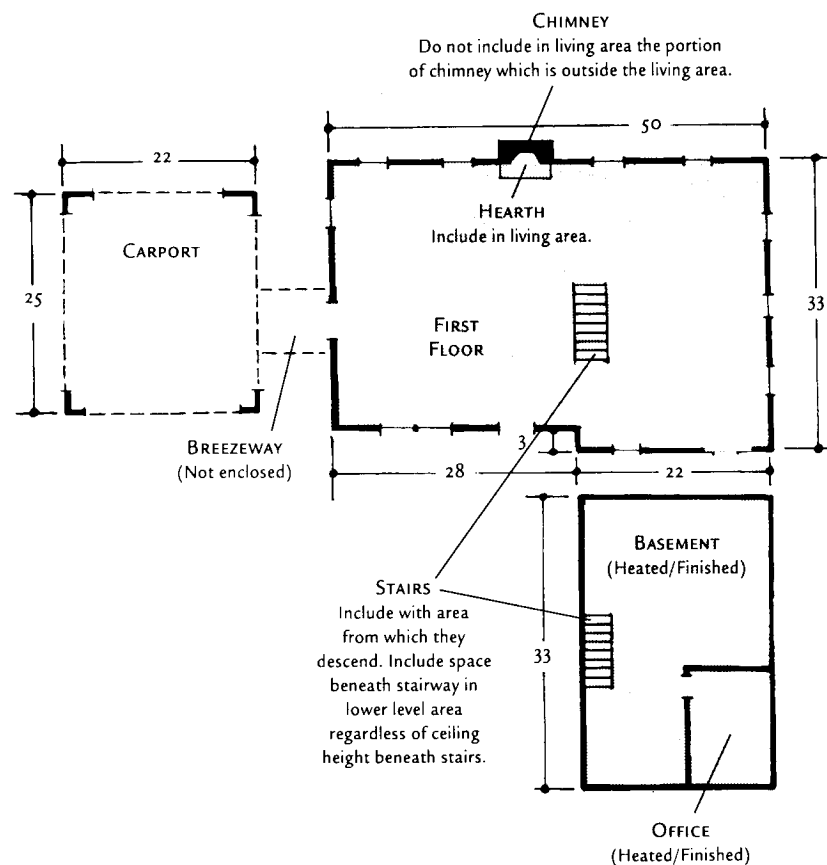 CHIMNEY
Do not include in living area the portion
of chimney which is outside the living area.
50
22
HEARTH
Include in living area.
CARPORT
25
33
FIRST
FLOOR
BREEZEWAY
(Not enclosed)
3
28
22
BASEMENT
(Heated/Finished)
STAIRS
Include with area
from which they
descend. Include space
beneath stairway in
lower level area
regardless of ceiling
height beneath stairs.
33
OFFICE
(Heated/Finished)